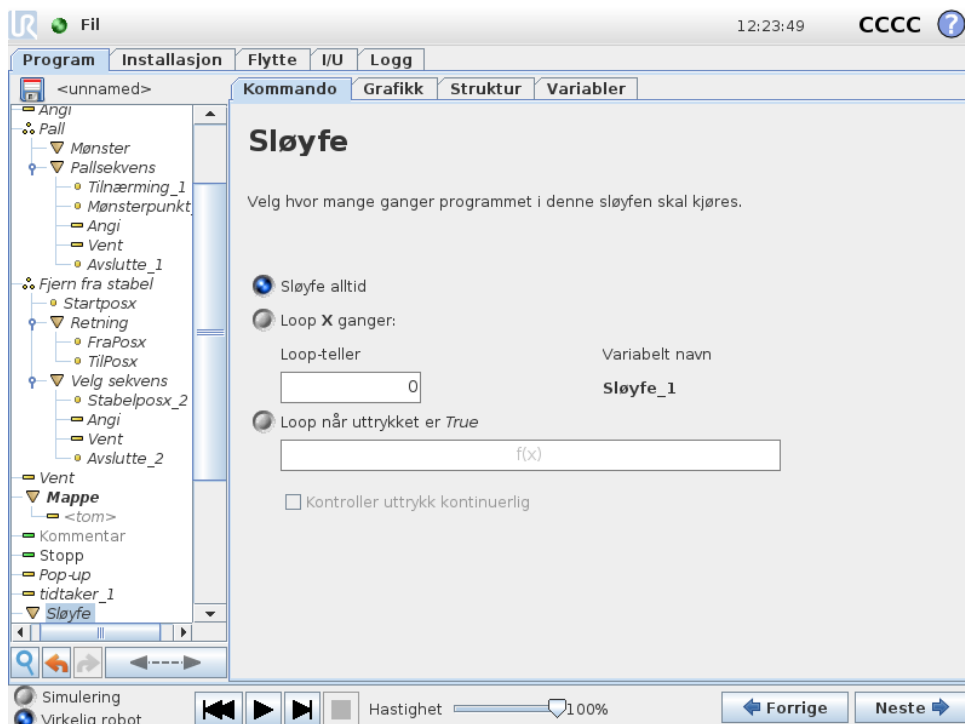 UR Fil 12:23:49 CCCC ?
Program Installasjon Flytte I/U Logg
<unnamed>
Kommando Grafikk Struktur Variabler
Angi
Pall
Mønster
Pallsekvens
Tilnærming_1
Mønsterpunkt_
Angi
Vent
Avslutte_1
Fjern fra stabel
Startposx
Retning
FraPosx
TilPosx
Velg sekvens
Stabelposx_2
Angi
Vent
Avslutte_2
Vent
Mappe
<tom>
Kommentar
Stopp
Pop-up
tidtaker_1
Sløyfe
Sløyfe
Velg hvor mange ganger programmet i denne sløyfen skal kjøres.
Sløyfe alltid
Loop X ganger:
Loop-teller Variabelt navn
0 Sløyfe_1
Loop når uttrykket er True
f(x)
Kontroller uttrykk kontinuerlig
Simulering
Virkelig robot
Hastighet 100%
Forrige Neste